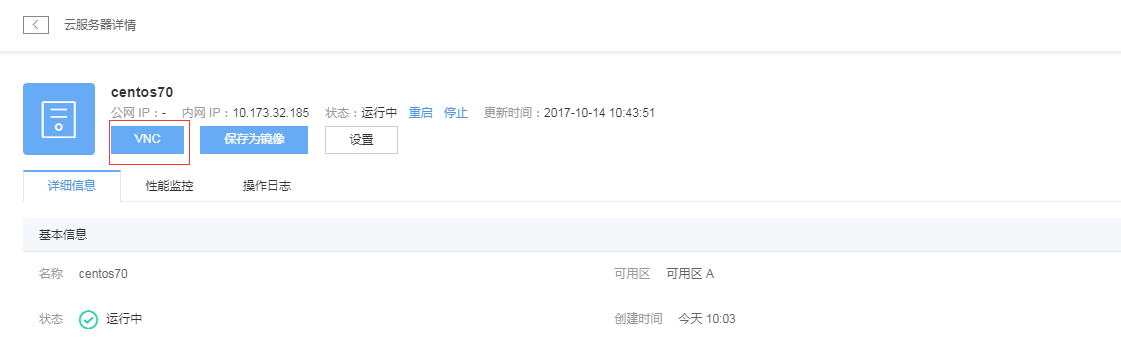 云服务器详情
centos70
公网 IP：- 内网 IP：10.173.32.185 状态：运行中 重启 停止 更新时间：2017-10-14 10:43:51
VNC 保存为镜像 设置
详细信息 性能监控 操作日志
基本信息
名称 centos70 可用区 可用区 A
状态 运行中 创建时间 今天 10:03